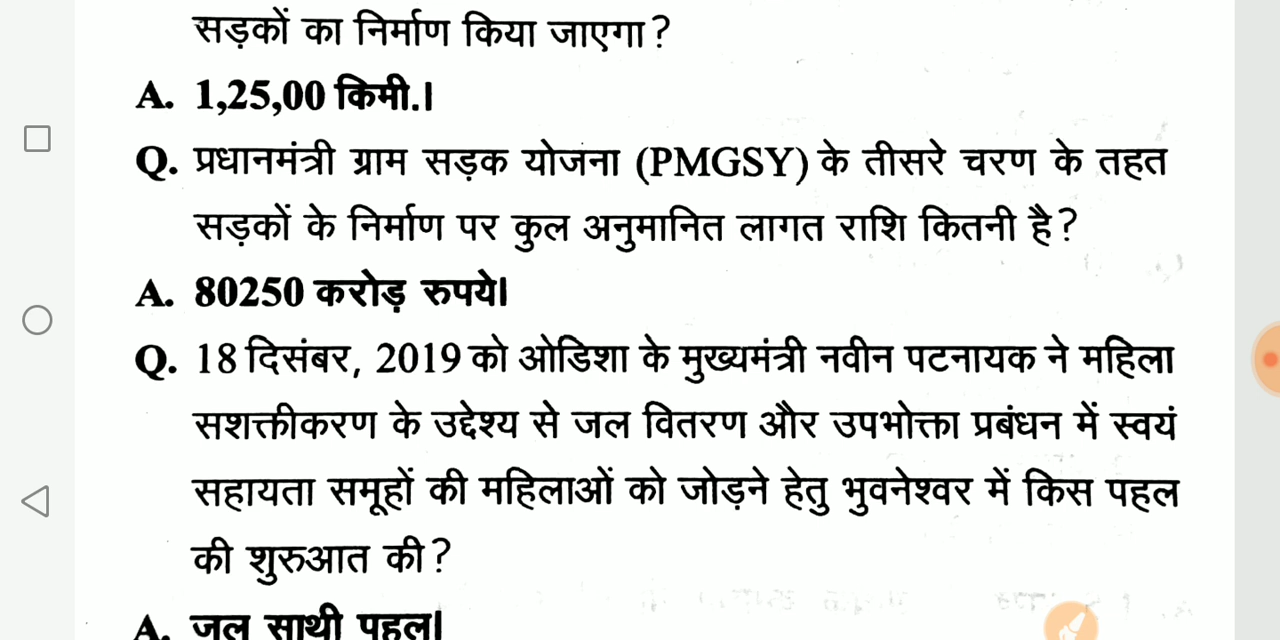 सड़कों का निर्माण किया जाएगा?
A. 1,25,00 किमी.।
Q. प्रधानमंत्री ग्राम सड़क योजना (PMGSY) के तीसरे चरण के तहत
सड़कों के निर्माण पर कुल अनुमानित लागत राशि कितनी है?
A. 80250 करोड़ रुपये।
Q. 18 दिसंबर, 2019 को ओडिशा के मुख्यमंत्री नवीन पटनायक ने महिला
सशक्तीकरण के उद्देश्य से जल वितरण और उपभोक्ता प्रबंधन में स्वयं
सहायता समूहों की महिलाओं को जोड़ने हेतु भुवनेश्वर में किस पहल
की शुरुआत की?
A. जल साथी पहल।